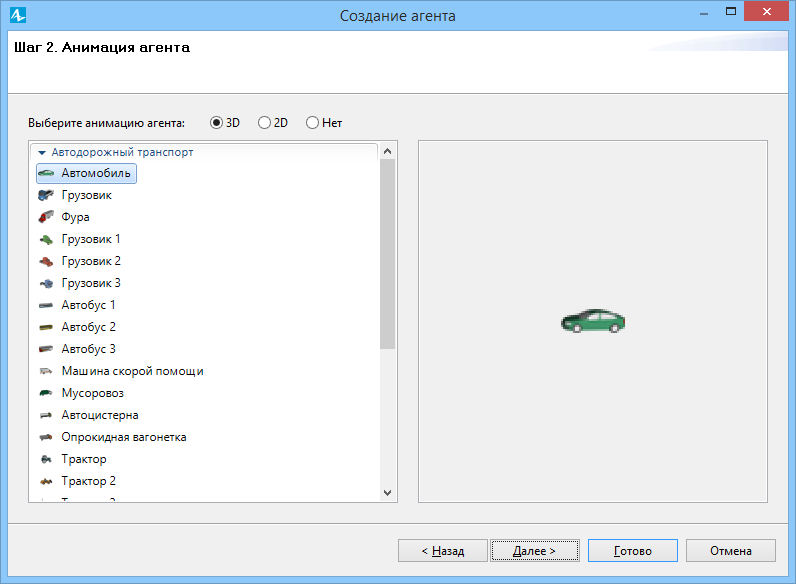 Создание агента
Шаг 2. Анимация агента
Выберите анимацию агента: 3D 2D Нет
Автодорожный транспорт
Автомобиль
Грузовик
Фура
Грузовик 1
Грузовик 2
Грузовик 3
Автобус 1
Автобус 2
Автобус 3
Машина скорой помощи
Мусоровоз
Автоцистерна
Опрокидная вагонетка
Трактор
Трактор 2
< Назад Далее > Готово Отмена